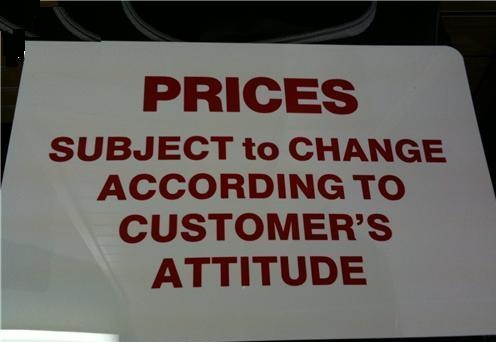 PRICES
SUBJECT to CHANGE
ACCORDING TO
CUSTOMER'S
ATTITUDE